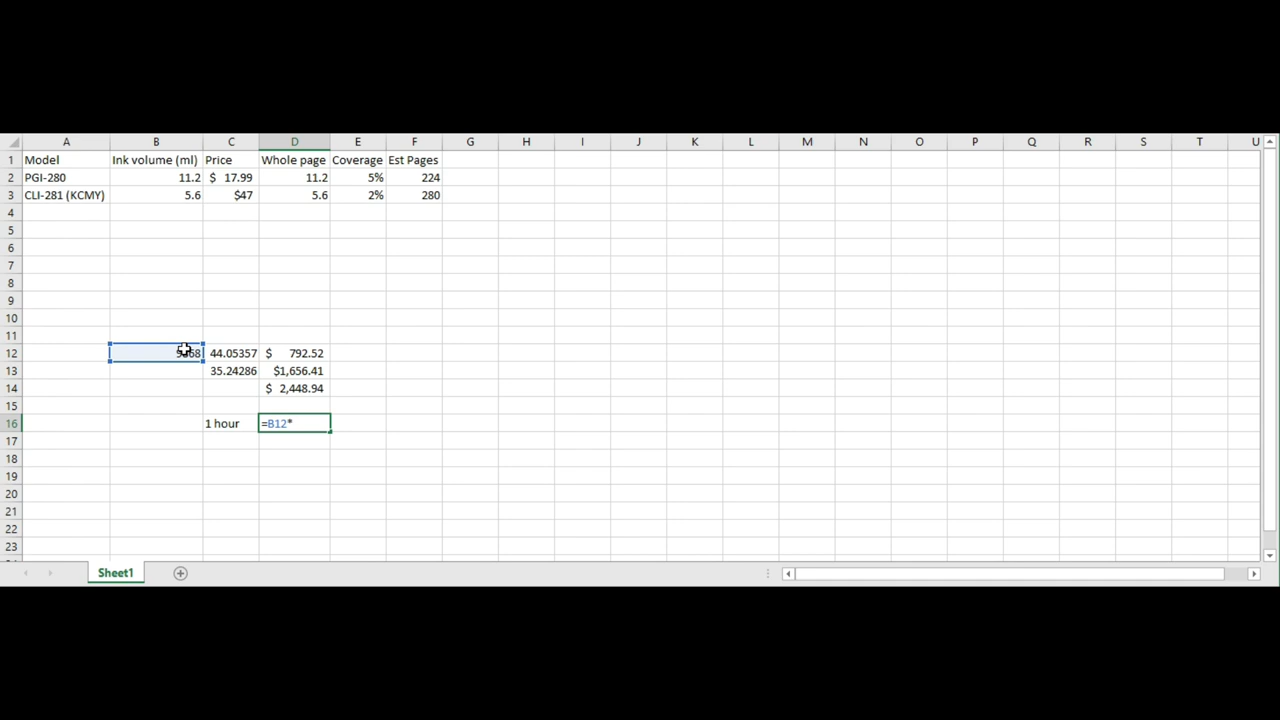 A B C D E F G H I J K L M N O P Q R S T U
1 Model Ink volume (ml) Price Whole page Coverage Est Pages
2 PGI-280 11.2 $ 17.99 11.2 5% 224
3 CLI-281 (KCMY) 5.6 $47 5.6 2% 280
4
5
6
7
8
9
10
11
12 9868 44.05357 $ 792.52
13 35.24286 $1,656.41
14 $ 2,448.94
15
16 1 hour =B12*
17
18
19
20
21
22
23
Sheet1